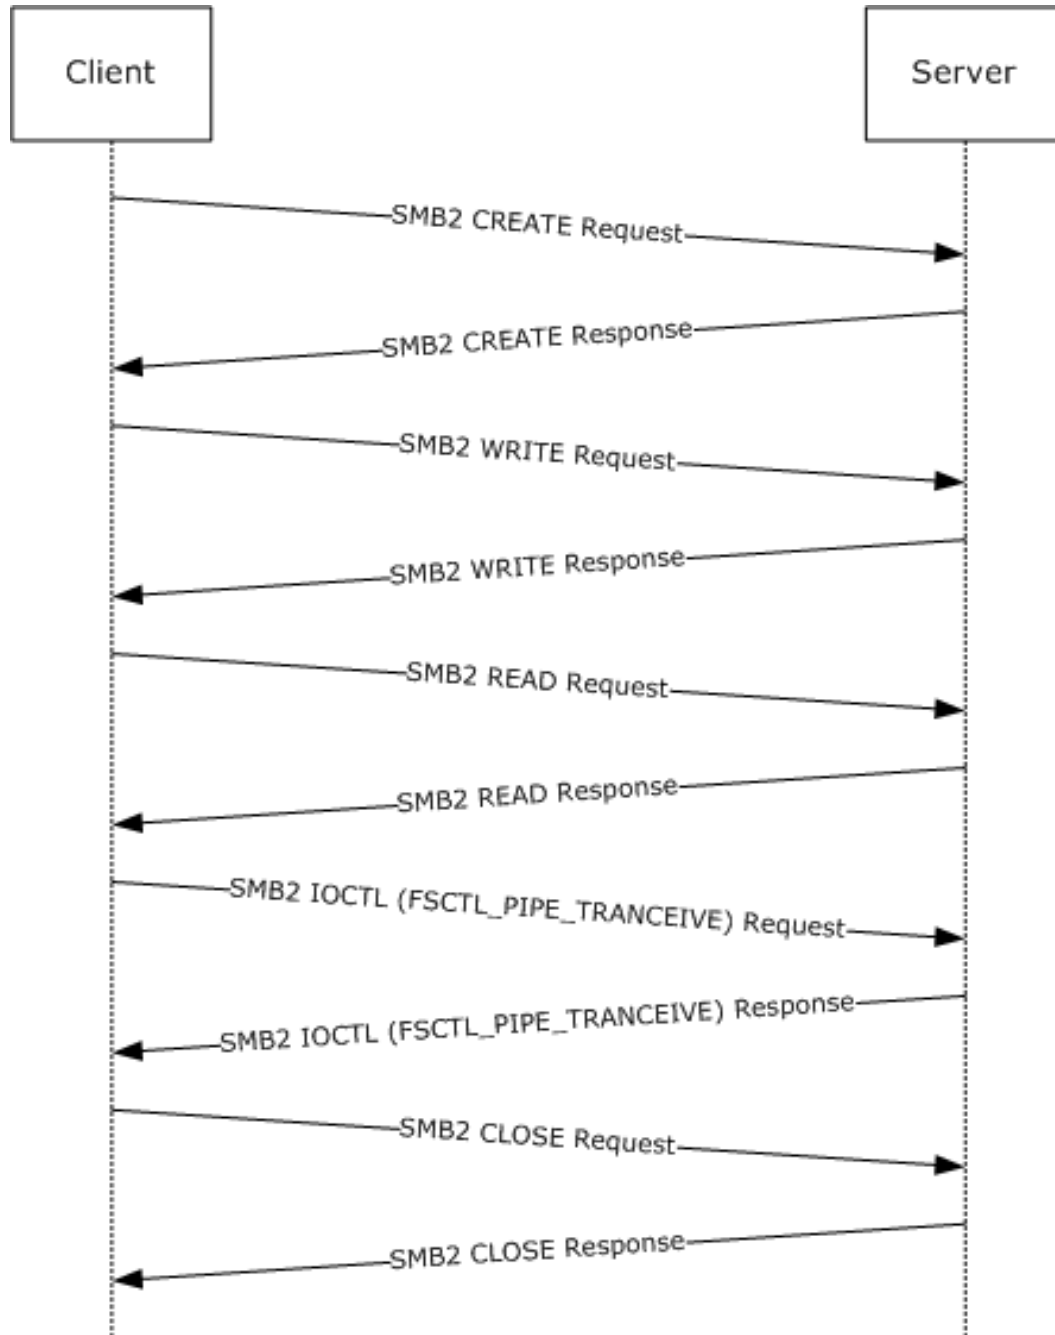 Client
Server
SMB2 CREATE Request
SMB2 CREATE Response
SMB2 WRITE Request
SMB2 WRITE Response
SMB2 READ Request
SMB2 READ Response
SMB2 IOCTL (FSCTL_PIPE_TRANCEIVE) Request
SMB2 IOCTL (FSCTL_PIPE_TRANCEIVE) Response
SMB2 CLOSE Request
SMB2 CLOSE Response